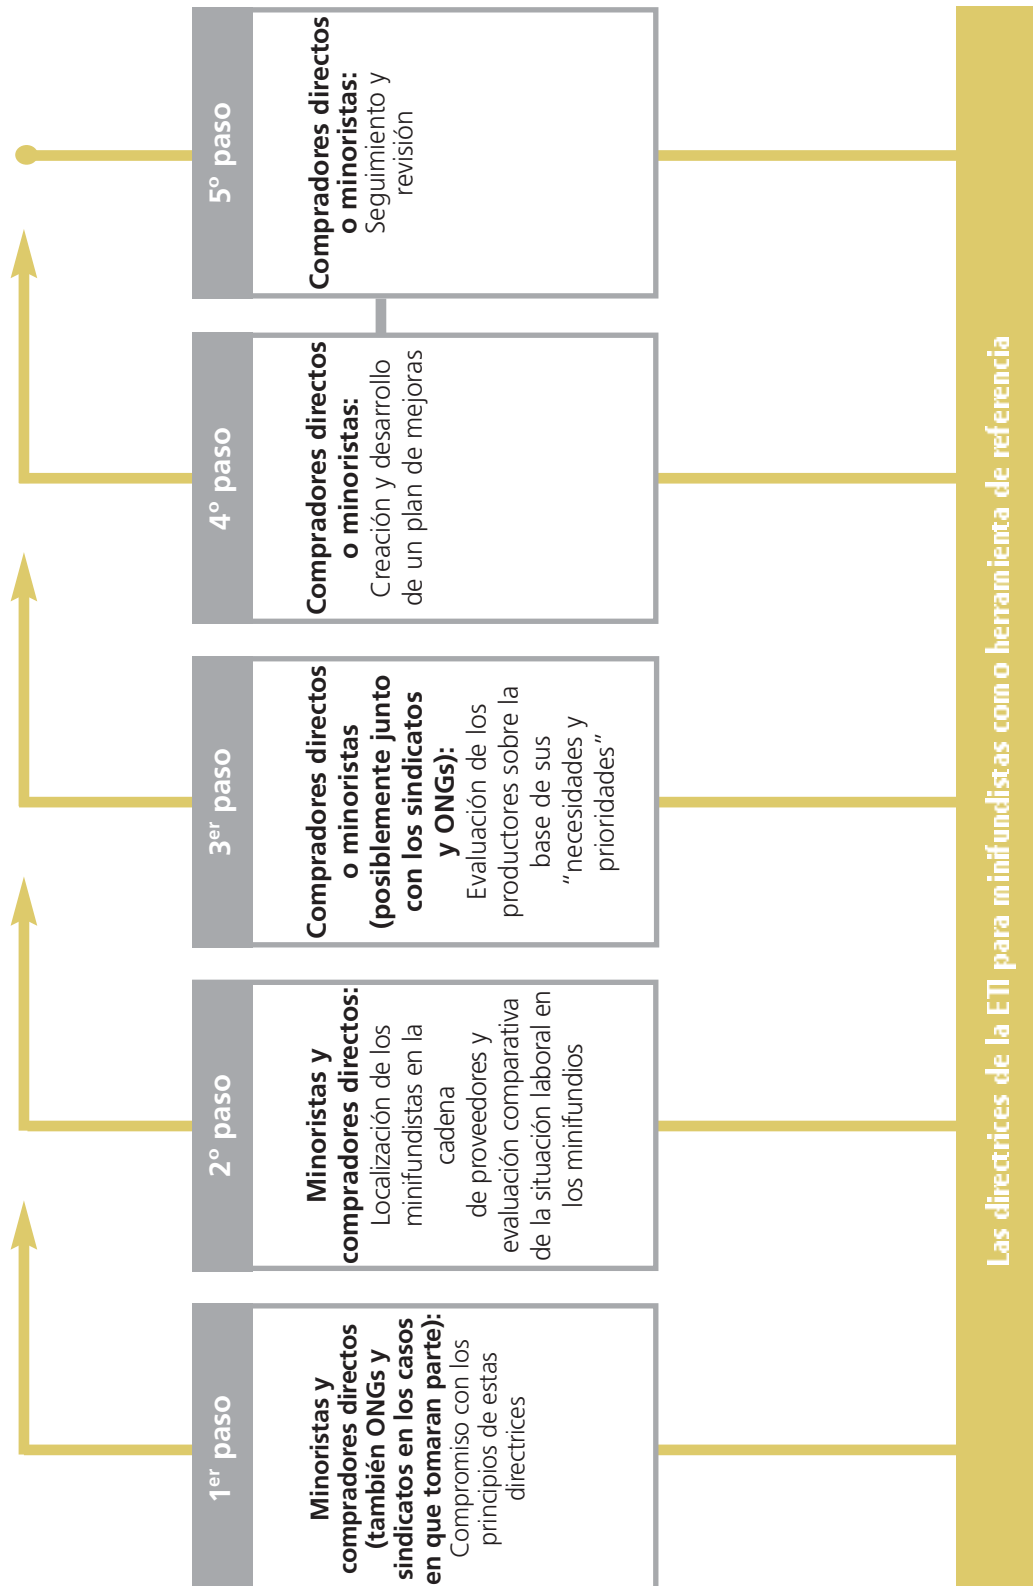 1er paso
Minoristas y
compradores directos
(también ONGs y
sindicatos en los casos
en que tomaran parte):
Compromiso con los
principios de estas
directrices
2º paso
Minoristas y
compradores directos:
Localización de los
minifundistas en la
cadena
de proveedores y
evaluación comparativa
de la situación laboral en
los minifundios
3er paso
Compradores directos
o minoristas
(posiblemente junto
con los sindicatos
y ONGs):
Evaluación de los
productores sobre la
base de sus
“necesidades y
prioridades”
4º paso
Compradores directos
o minoristas:
Creación y desarrollo
de un plan de mejoras
5º paso
Compradores directos
o minoristas:
Seguimiento y
revisión
Las directrices de la ETI para minifundistas como herramienta de referencia